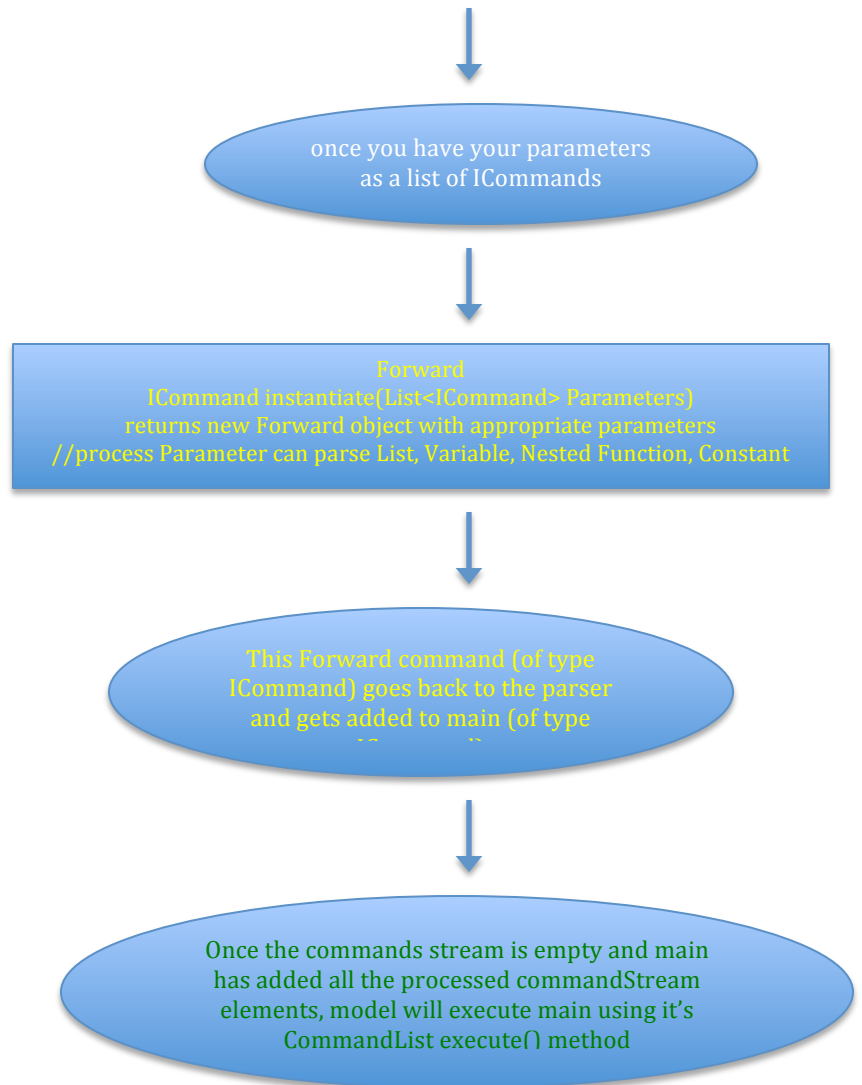 once you have your parameters
as a list of ICommands
Forward
ICommand instantiate(List<ICommand> Parameters)
returns new Forward object with appropriate parameters
//process Parameter can parse List, Variable, Nested Function, Constant
This Forward command (of type
ICommand) goes back to the parser
and gets added to main (of type
Once the commands stream is empty and main
has added all the processed commandStream
elements, model will execute main using it's
CommandList execute() method